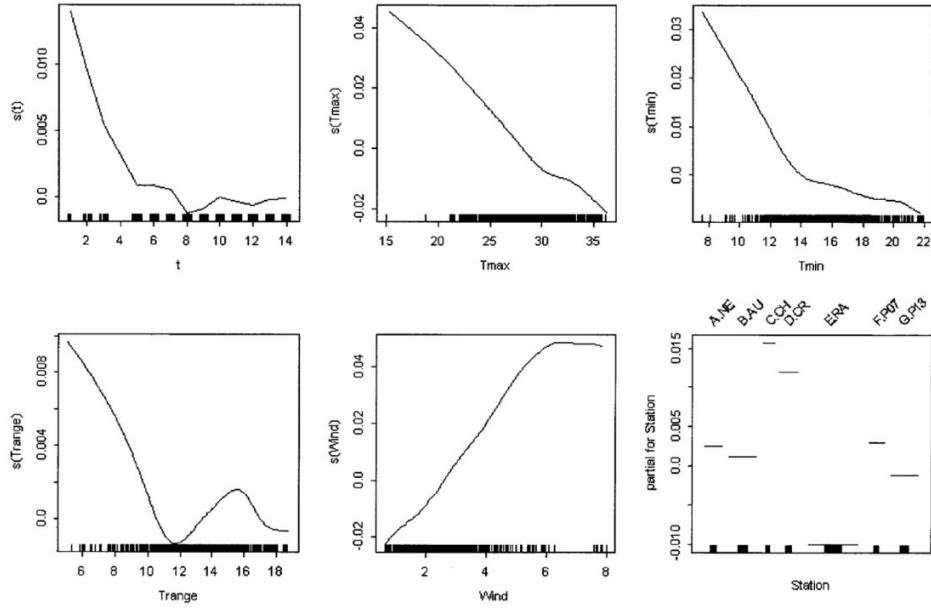 s(t)
0.010
0.005
0.0
2 4 6 8 10 12 14
t
s(Tmax)
0.04
0.02
0.0
-0.02
15 20 25 30 35
Tmax
s(Tmin)
0.03
0.02
0.01
0.0
8 10 12 14 16 18 20 22
Tmin
s(Trange)
0.008
0.004
0.0
6 8 10 12 14 16 18
Trange
s(Wind)
0.04
0.02
0.0
-0.02
2 4 6 8
Wind
A.NE B.AU C.CH D.CR E.RA F.P07 G.P13
partial for Station
0.015
0.005
0.0
-0.010
Station